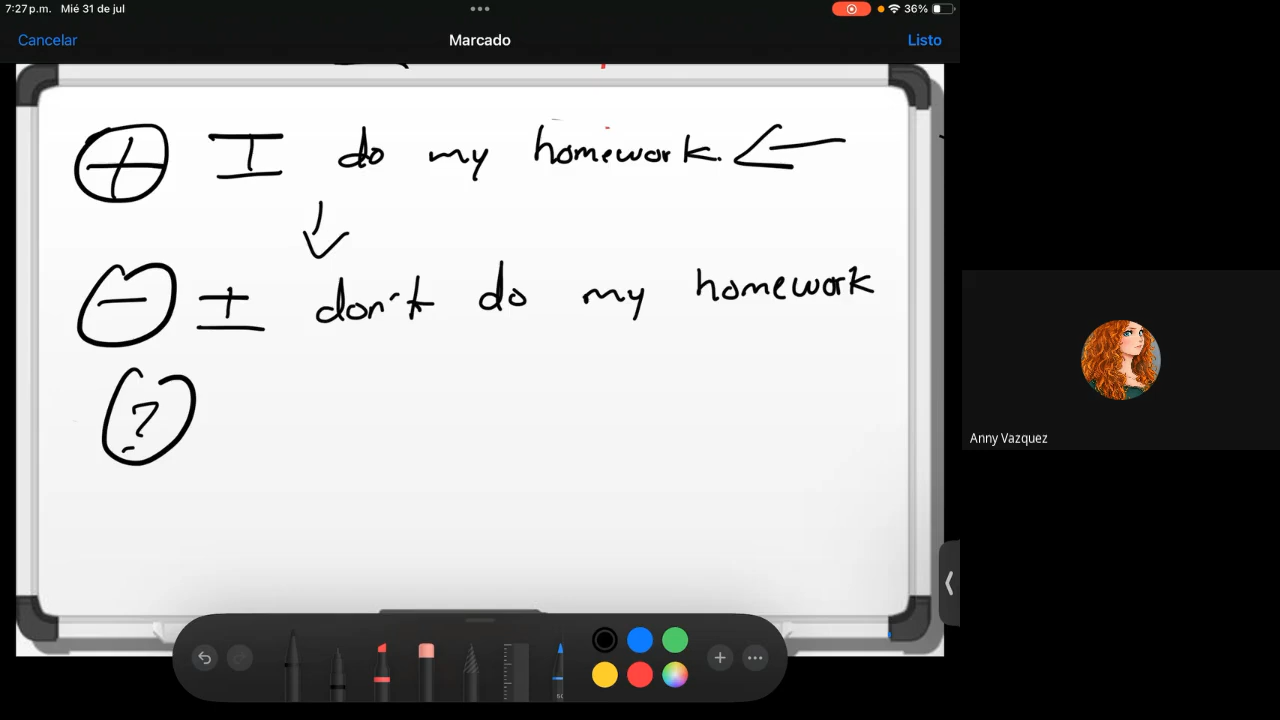 7:27 p.m. Mié 31 de jul
36%
Cancelar
Marcado
Listo
+ I do my homework.
- I don't do my homework
?
Anny Vazquez